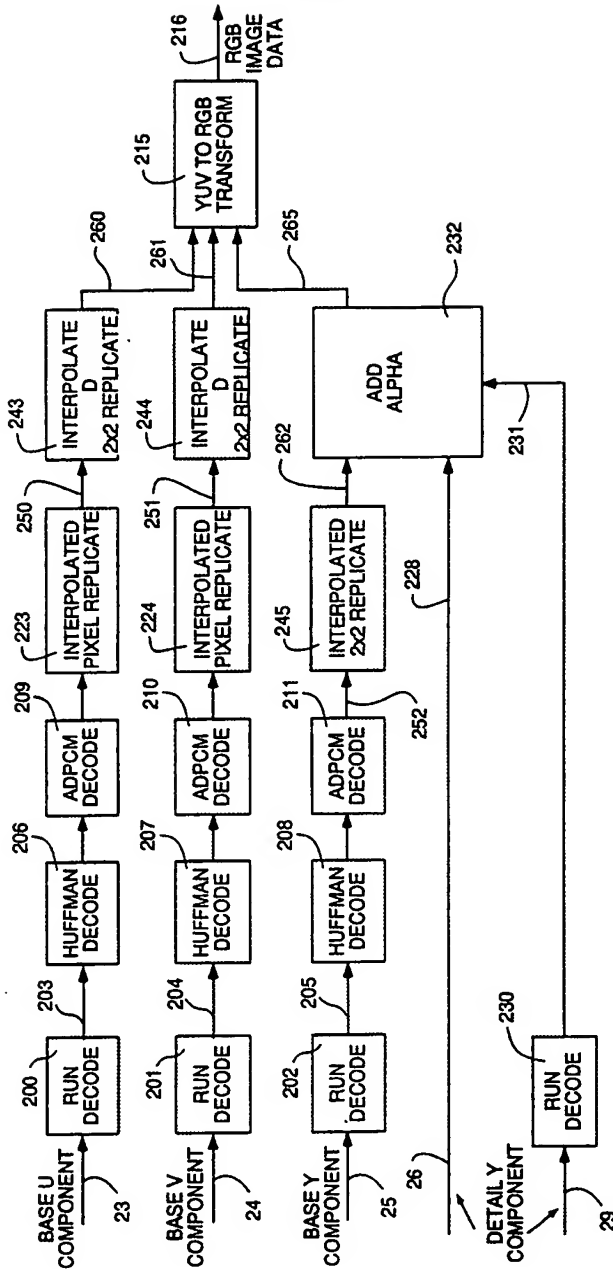 BASE U
COMPONENT
23
200
RUN
DECODE
203
206
HUFFMAN
DECODE
209
ADPCM
DECODE
223
INTERPOLATED
PIXEL REPLICATE
250
243
INTERPOLATE
D
2x2 REPLICATE
260
BASE V
COMPONENT
24
201
RUN
DECODE
204
207
HUFFMAN
DECODE
210
ADPCM
DECODE
224
INTERPOLATED
PIXEL REPLICATE
251
244
INTERPOLATE
D
2x2 REPLICATE
261
215
YUV TO RGB
TRANSFORM
216
RGB
IMAGE
DATA
BASE Y
COMPONENT
25
202
RUN
DECODE
205
208
HUFFMAN
DECODE
211
ADPCM
DECODE
252
245
INTERPOLATED
2x2 REPLICATE
262
265
ADD
ALPHA
232
26
228
231
DETAIL Y
COMPONENT
29
230
RUN
DECODE